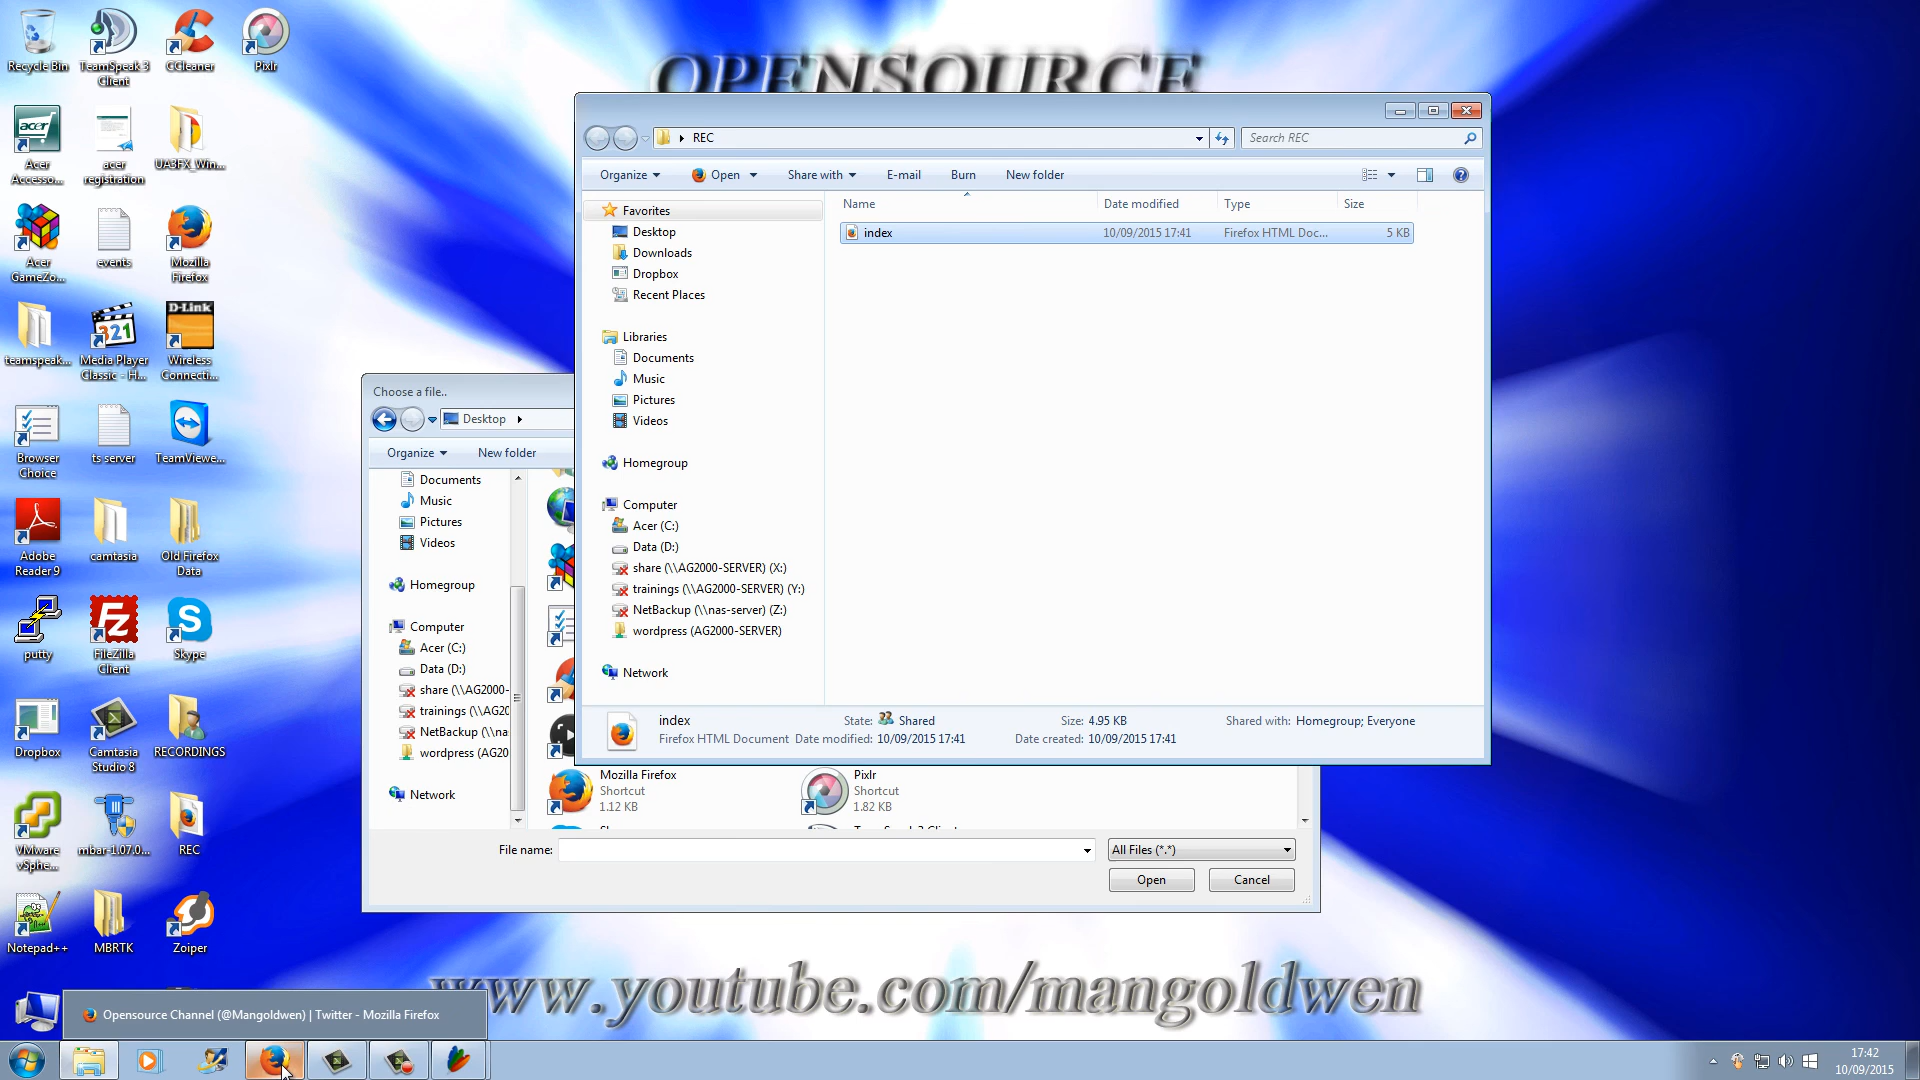 Recycle Bin
TeamSpeak 3
Client
CCleaner
Pixlr
OPENSOURCE
Acer
Accesso...
acer
registration
UA3FX_Win...
Acer
GameZo...
events
Mozilla
Firefox
teamspeak...
Media Player
Classic - H...
D-Link
Wireless
Connecti...
Browser
Choice
ts server
TeamViewe...
Adobe
Reader 9
camtasia
Old Firefox
Data
putty
FileZilla
Client
Skype
Dropbox
Camtasia
Studio 8
RECORDINGS
VMware
vSphe...
mbar-1.07.0...
REC
Notepad++
MBRTK
Zoiper
REC
Search REC
Organize
Open
Share with
E-mail
Burn
New folder
Name
Date modified
Type
Size
index
10/09/2015 17:41
Firefox HTML Doc...
5 KB
Favorites
Desktop
Downloads
Dropbox
Recent Places
Libraries
Documents
Music
Pictures
Videos
Homegroup
Computer
Acer (C:)
Data (D:)
share (\\AG2000-SERVER) (X:)
trainings (\\AG2000-SERVER) (Y:)
NetBackup (\\nas-server) (Z:)
wordpress (AG2000-SERVER)
Network
index
State: Shared
Size: 4.95 KB
Shared with: Homegroup; Everyone
Firefox HTML Document
Date modified: 10/09/2015 17:41
Date created: 10/09/2015 17:41
Choose a file..
Desktop
Organize
New folder
Documents
Music
Pictures
Videos
Homegroup
Computer
Acer (C:)
Data (D:)
share (\\AG2000-
trainings (\\AG20
NetBackup (\\na
wordpress (AG20
Network
Mozilla Firefox
Shortcut
1.12 KB
Pixlr
Shortcut
1.82 KB
File name:
All Files (*.*)
Open
Cancel
www.youtube.com/mangoldwen
Opensource Channel (@Mangoldwen) | Twitter - Mozilla Firefox
17:42
10/09/2015